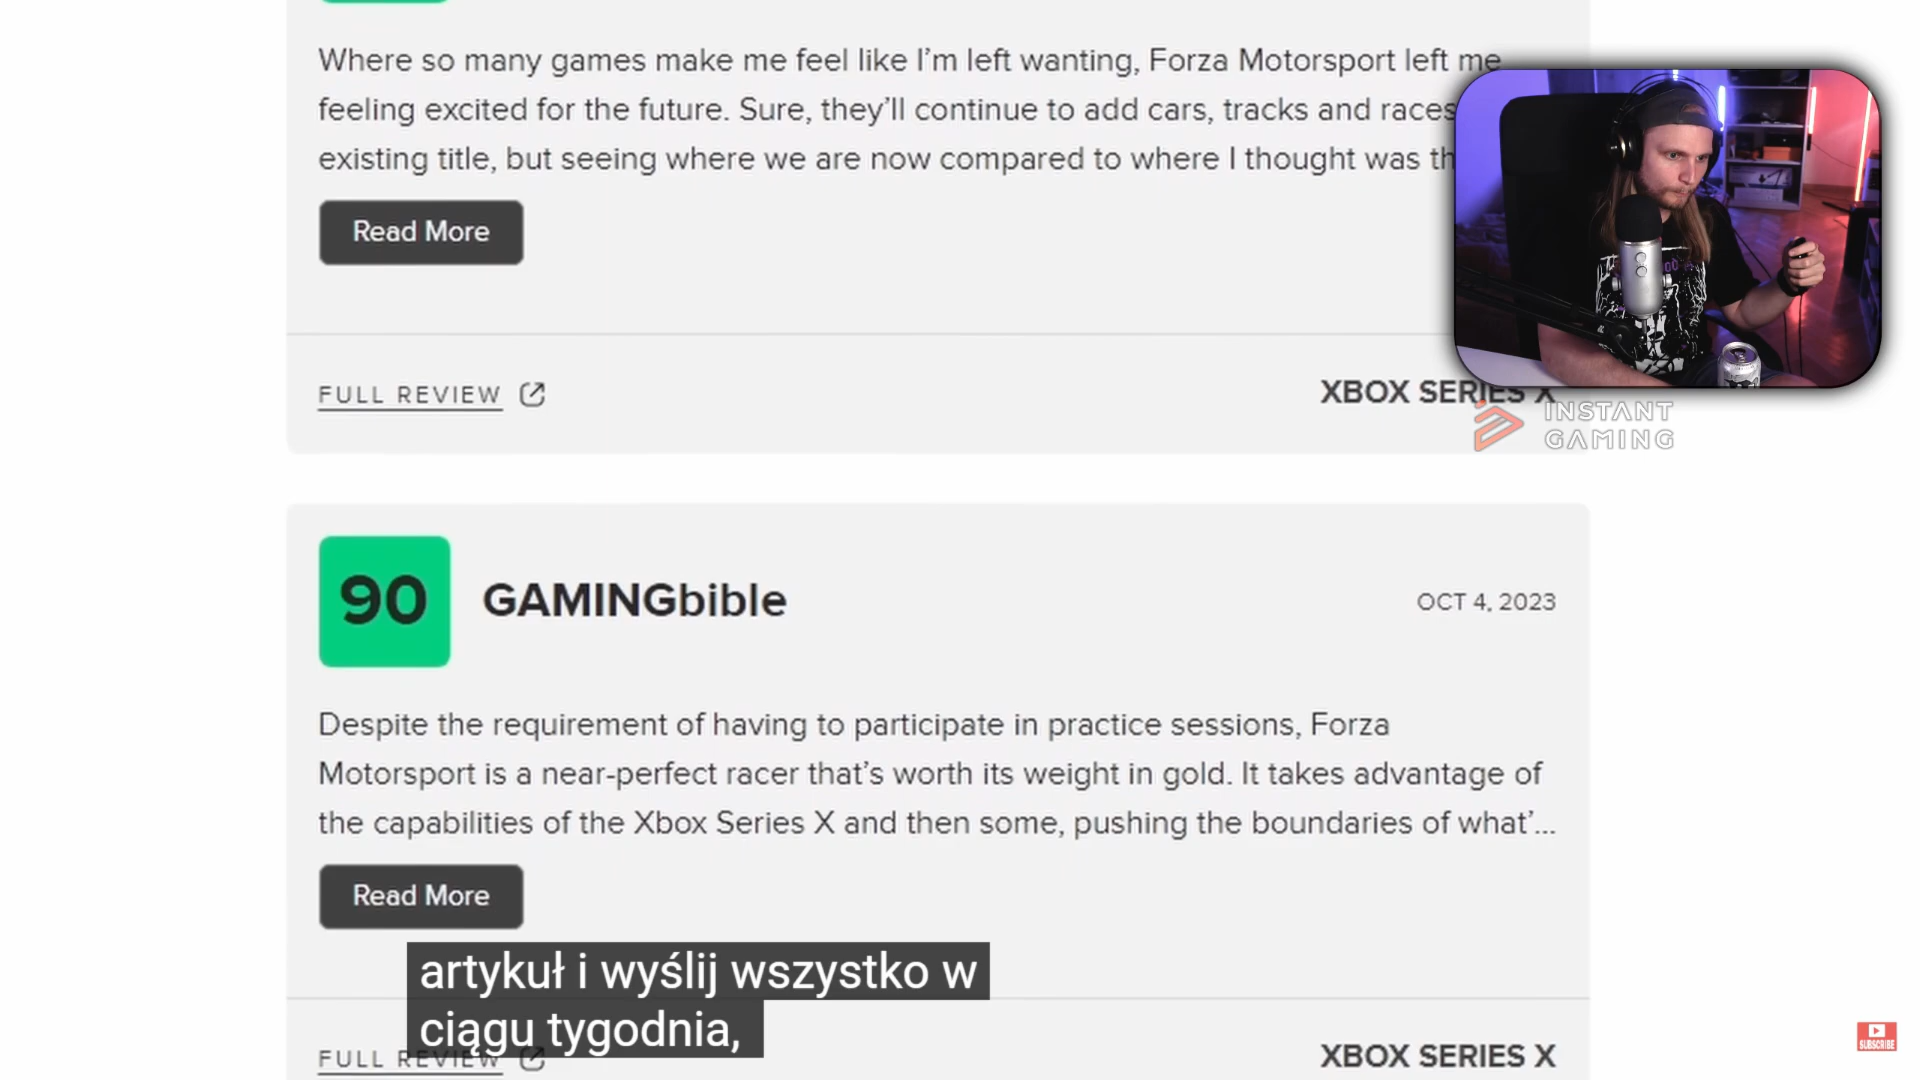 Where so many games make me feel like I'm left wanting, Forza Motorsport left me
feeling excited for the future. Sure, they'll continue to add cars, tracks and races
existing title, but seeing where we are now compared to where I thought was th
Read More
FULL REVIEW
XBOX SERIES X
INSTANT
GAMING
90
GAMINGbible
OCT 4, 2023
Despite the requirement of having to participate in practice sessions, Forza
Motorsport is a near-perfect racer that's worth its weight in gold. It takes advantage of
the capabilities of the Xbox Series X and then some, pushing the boundaries of what'...
Read More
artykuł i wyślij wszystko w
ciągu tygodnia,
FULL REVIEW
XBOX SERIES X
SUBSCRIBE